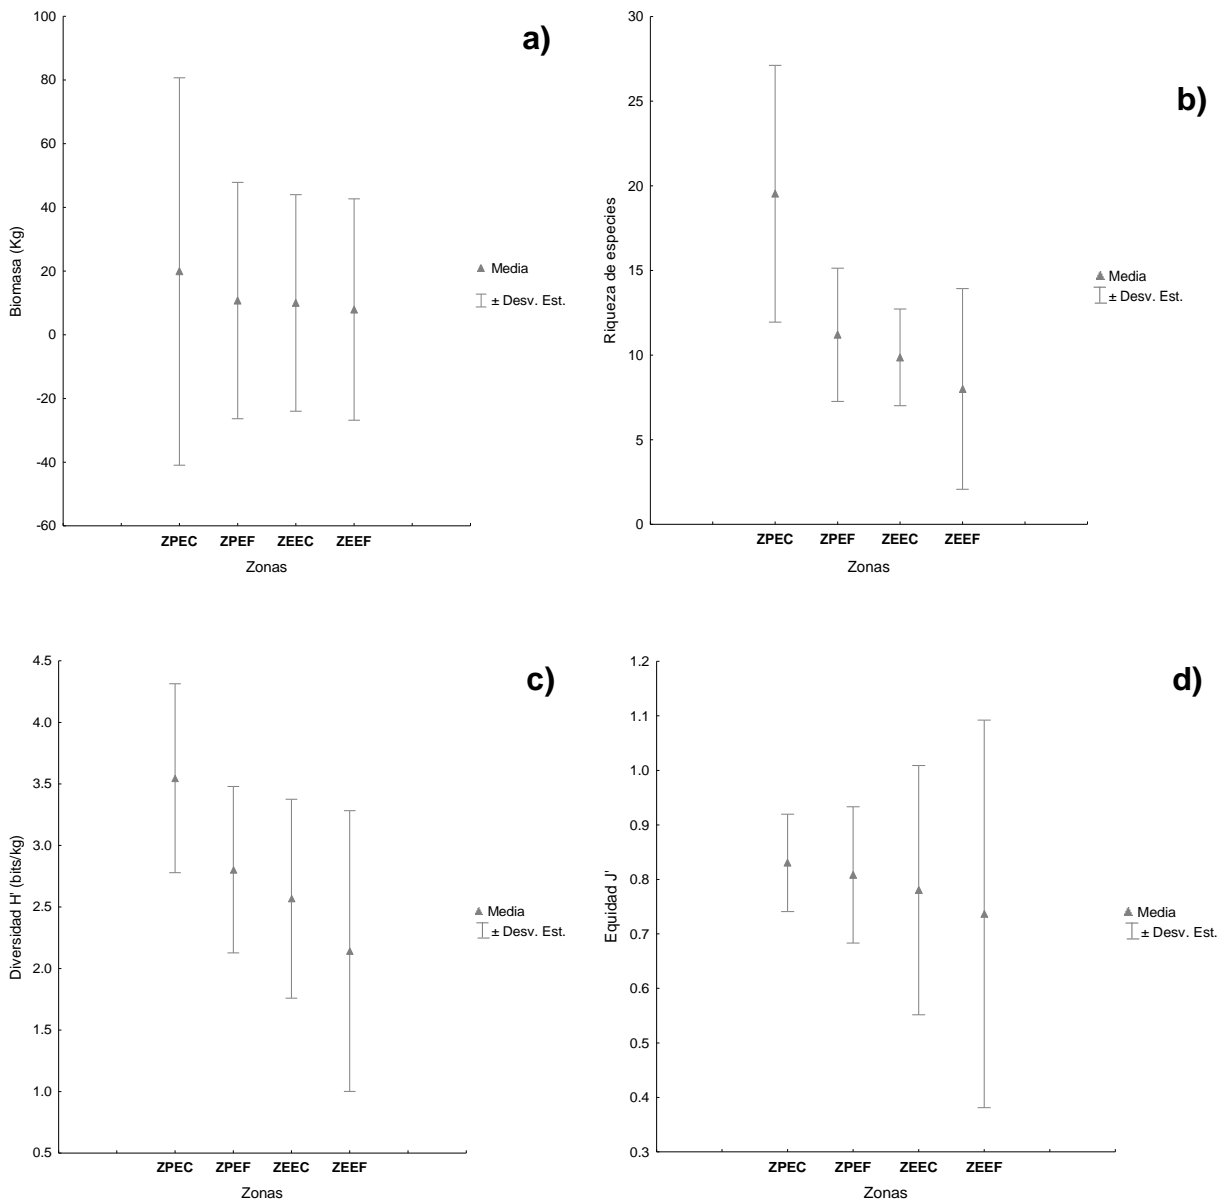 a)
100
80
60
40
20
0
-20
-40
-60
Biomasa (Kg)
ZPEC ZPEF ZEEC ZEEF
Zonas
Media
± Desv. Est.
b)
30
25
20
15
10
5
0
Riqueza de especies
ZPEC ZPEF ZEEC ZEEF
Zonas
Media
± Desv. Est.
c)
4.5
4.0
3.5
3.0
2.5
2.0
1.5
1.0
0.5
Diversidad H' (bits/kg)
ZPEC ZPEF ZEEC ZEEF
Zonas
Media
± Desv. Est.
d)
1.2
1.1
1.0
0.9
0.8
0.7
0.6
0.5
0.4
0.3
Equidad J'
ZPEC ZPEF ZEEC ZEEF
Zonas
Media
± Desv. Est.